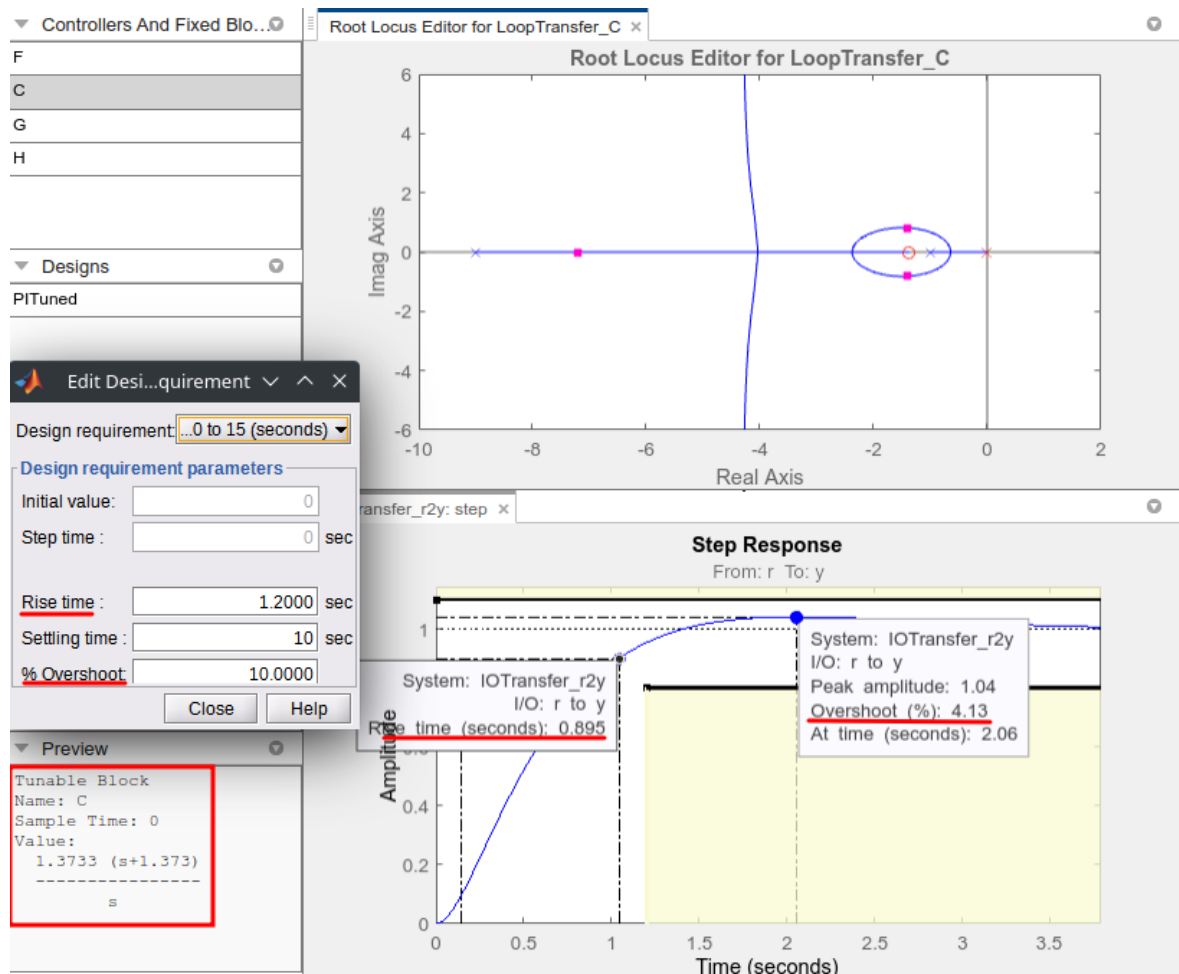 Controllers And Fixed Blo...
F
C
G
H
Designs
PITuned
Root Locus Editor for LoopTransfer_C ×
Root Locus Editor for LoopTransfer_C
6
4
2
0
-2
-4
-6
Imag Axis
-10 -8 -6 -4 -2 0 2
Real Axis
Edit Desi...quirement
Design requirement: ...0 to 15 (seconds)
Design requirement parameters
Initial value: 0
Step time : 0 sec
Rise time : 1.2000 sec
Settling time : 10 sec
% Overshoot: 10.0000
Close Help
Preview
Tunable Block
Name: C
Sample Time: 0
Value:
1.3733 (s+1.373)
----------------
s
ransfer_r2y: step ×
Step Response
From: r To: y
1
0.4
0.2
0
Amplitude
System: IOTransfer_r2y
I/O: r to y
Rise time (seconds): 0.895
System: IOTransfer_r2y
I/O: r to y
Peak amplitude: 1.04
Overshoot (%): 4.13
At time (seconds): 2.06
0 0.5 1 1.5 2 2.5 3 3.5
Time (seconds)